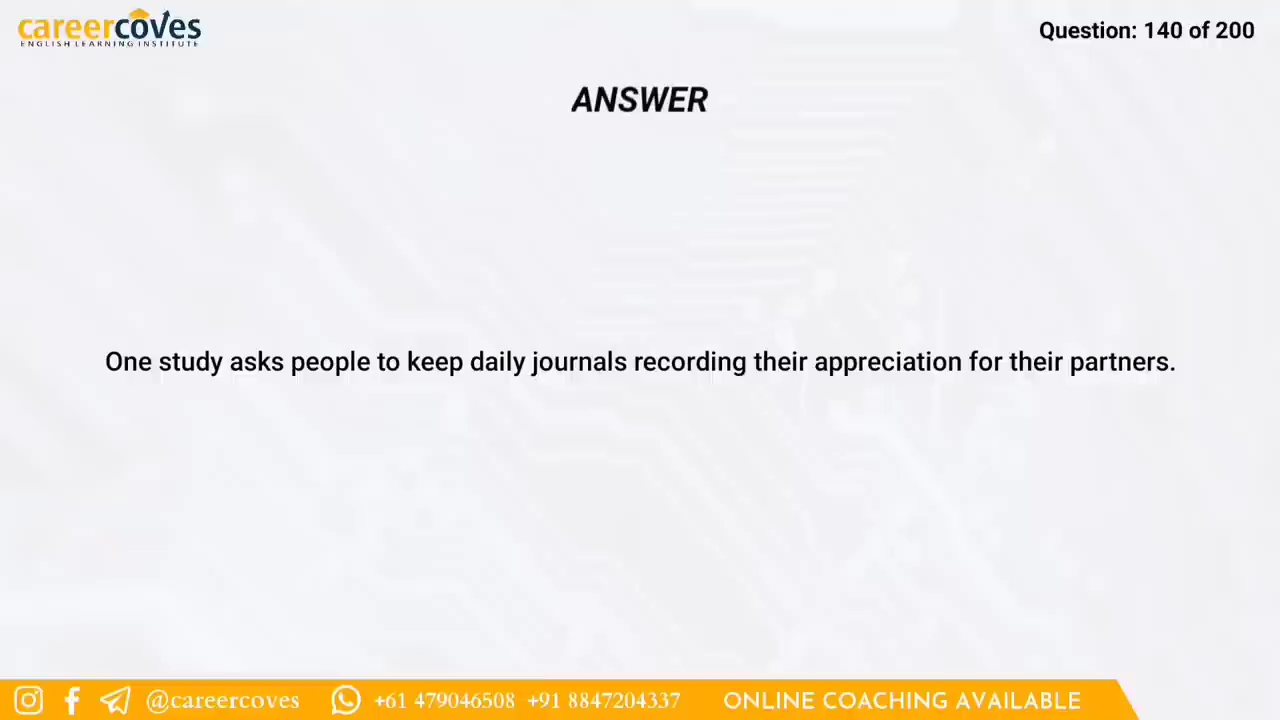 careercoves
ENGLISH LEARNING INSTITUTE
Question: 140 of 200
ANSWER
One study asks people to keep daily journals recording their appreciation for their partners.
@careercoves +61 479046508 +91 8847204337 ONLINE COACHING AVAILABLE